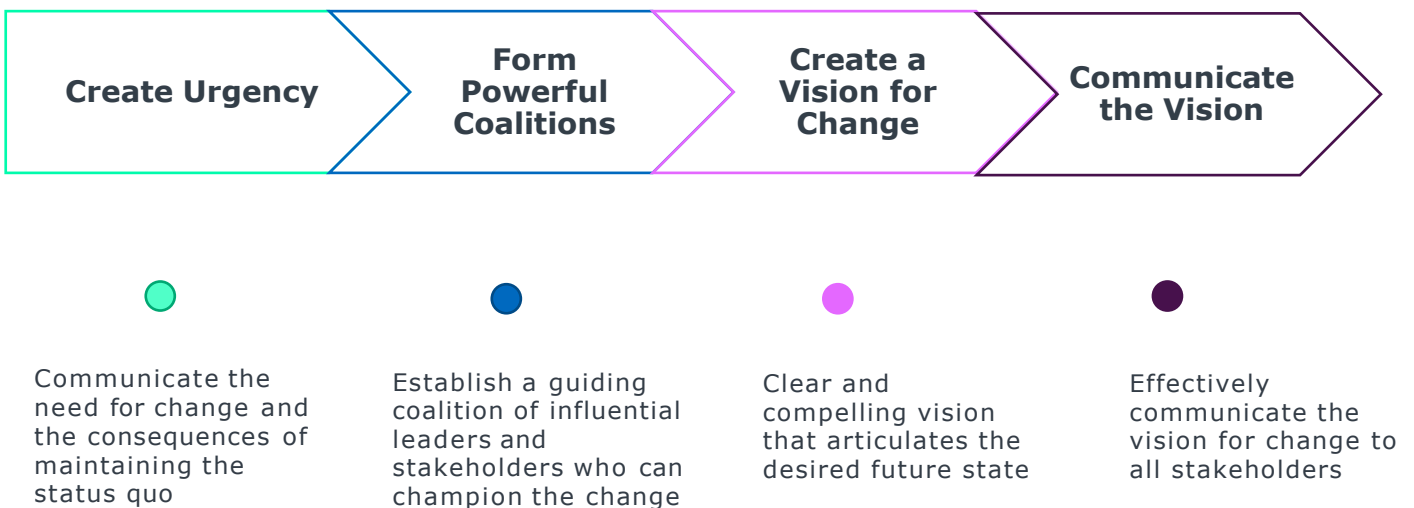 Create Urgency
Form
Powerful
Coalitions
Create a
Vision for
Change
Communicate
the Vision
Communicate the
need for change and
the consequences of
maintaining the
status quo
Establish a guiding
coalition of influential
leaders and
stakeholders who can
champion the change
Clear and
compelling vision
that articulates the
desired future state
Effectively
communicate the
vision for change to
all stakeholders